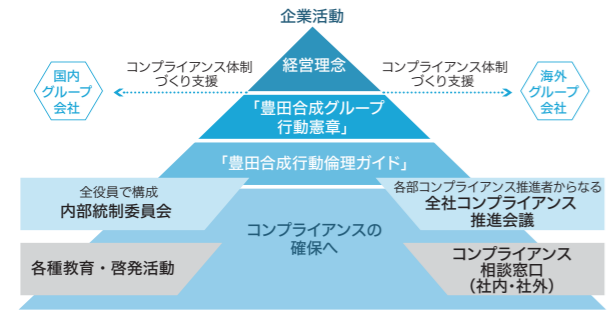 企業活動
経営理念
国内
グループ
会社
コンプライアンス体制
づくり支援
コンプライアンス体制
づくり支援
海外
グループ
会社
「豊田合成グループ
行動憲章」
「豊田合成行動倫理ガイド」
全役員で構成
内部統制委員会
各部コンプライアンス推進者からなる
全社コンプライアンス
推進会議
コンプライアンスの
確保へ
各種教育・啓発活動
コンプライアンス
相談窓口
（社内・社外）